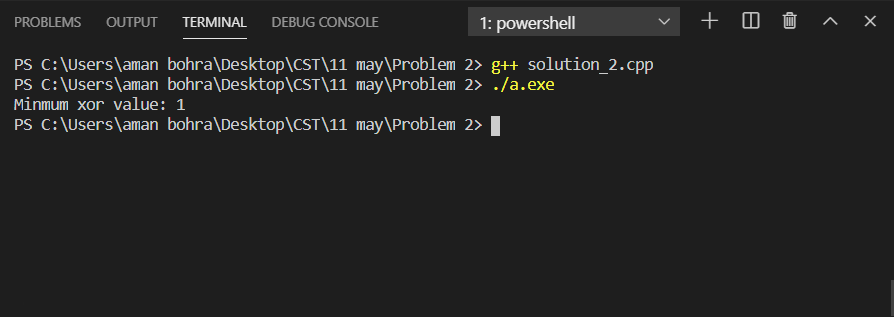 PROBLEMS OUTPUT TERMINAL DEBUG CONSOLE 1: powershell
PS C:\Users\aman bohra\Desktop\CST\11 may\Problem 2> g++ solution_2.cpp
PS C:\Users\aman bohra\Desktop\CST\11 may\Problem 2> ./a.exe
Minmum xor value: 1
PS C:\Users\aman bohra\Desktop\CST\11 may\Problem 2>